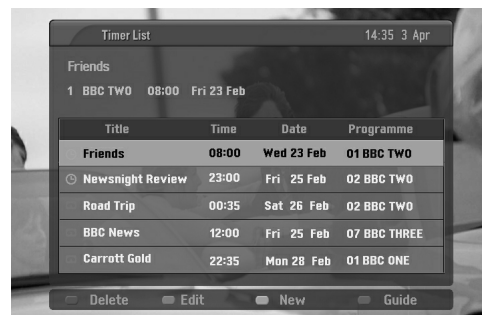 Timer List 14:35 3 Apr
Friends
1 BBC TWO 08:00 Fri 23 Feb
Title Time Date Programme
Friends 08:00 Wed 23 Feb 01 BBC TWO
Newsnight Review 23:00 Fri 25 Feb 02 BBC TWO
Road Trip 00:35 Sat 26 Feb 02 BBC TWO
BBC News 12:00 Fri 25 Feb 07 BBC THREE
Carrott Gold 22:35 Mon 28 Feb 01 BBC ONE
Delete Edit New Guide